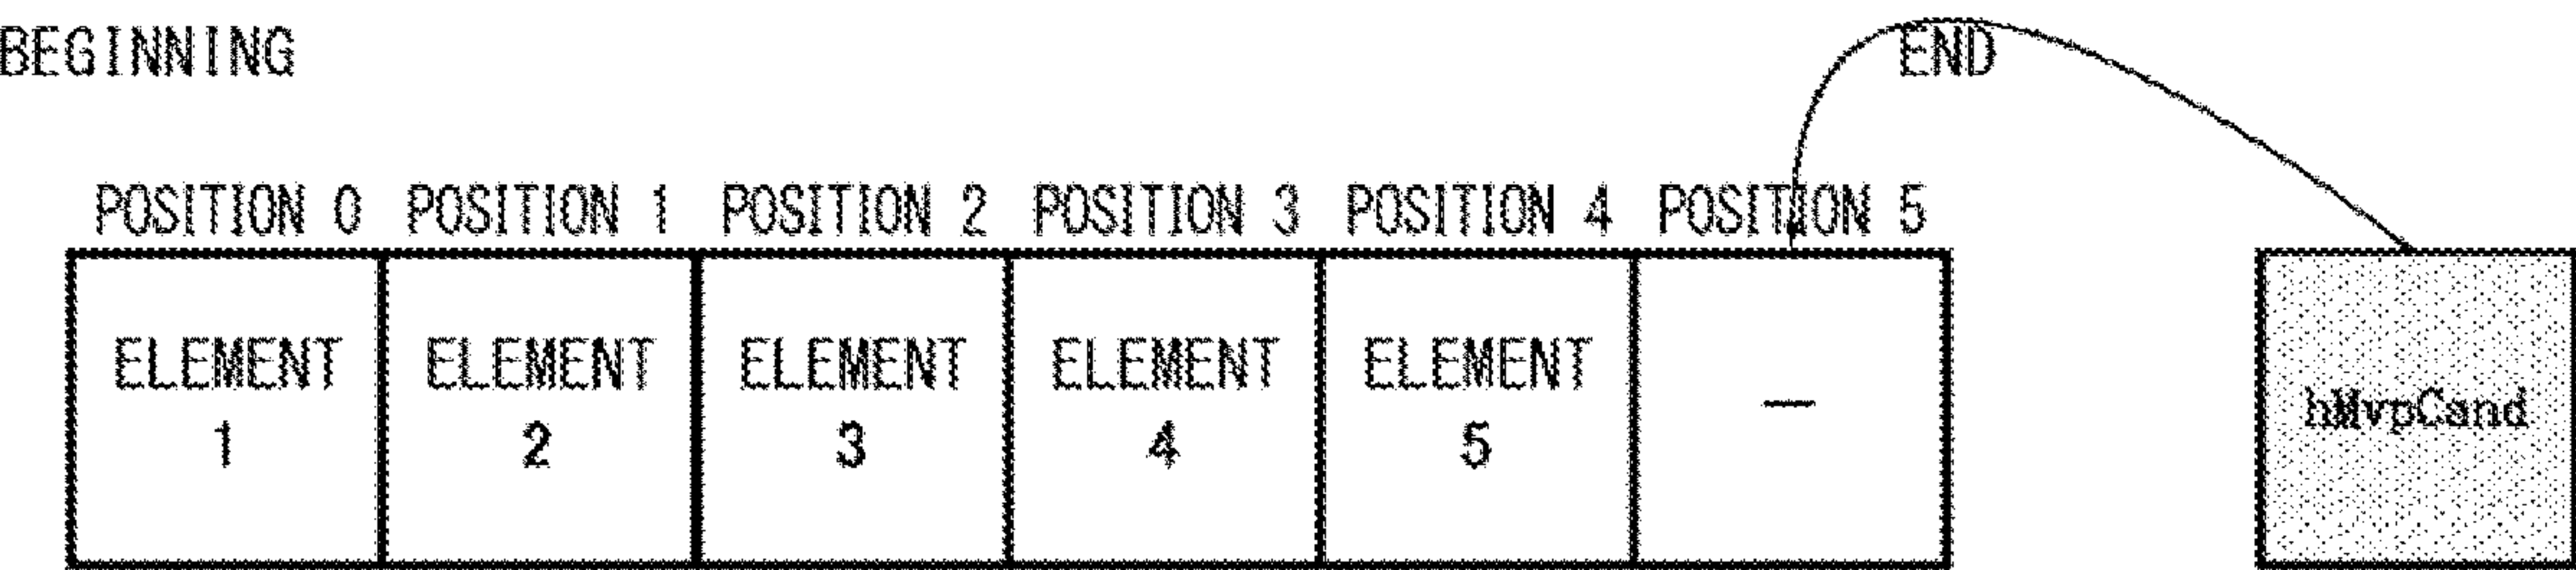 BEGINNING
END
POSITION 0 POSITION 1 POSITION 2 POSITION 3 POSITION 4 POSITION 5
ELEMENT ELEMENT ELEMENT ELEMENT ELEMENT
1 2 3 4 5 —
hMvpCand